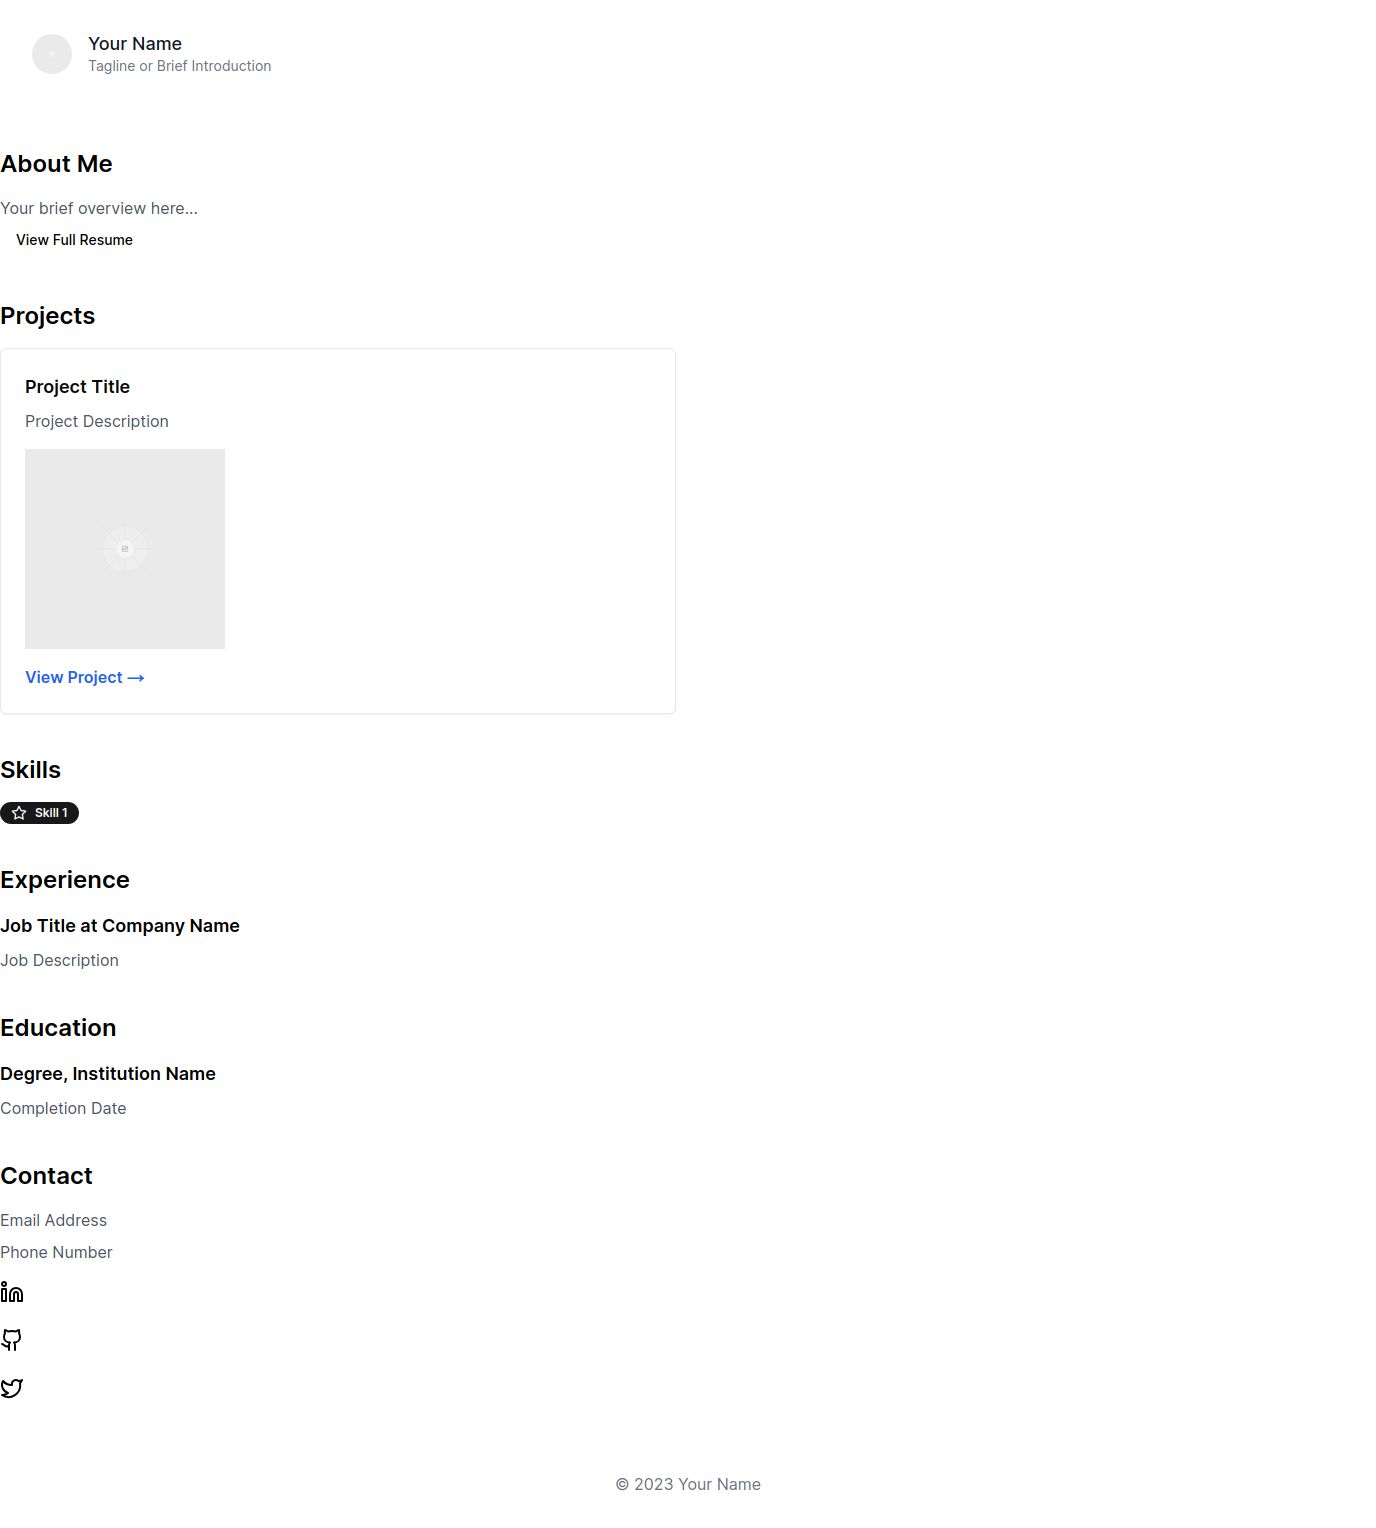 Your Name
Tagline or Brief Introduction
About Me
Your brief overview here...
View Full Resume
Projects
Project Title
Project Description
View Project →
Skills
Skill 1
Experience
Job Title at Company Name
Job Description
Education
Degree, Institution Name
Completion Date
Contact
Email Address
Phone Number
© 2023 Your Name